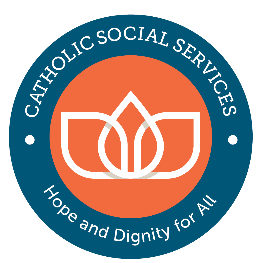 CATHOLIC SOCIAL SERVICES
Hope and Dignity for All